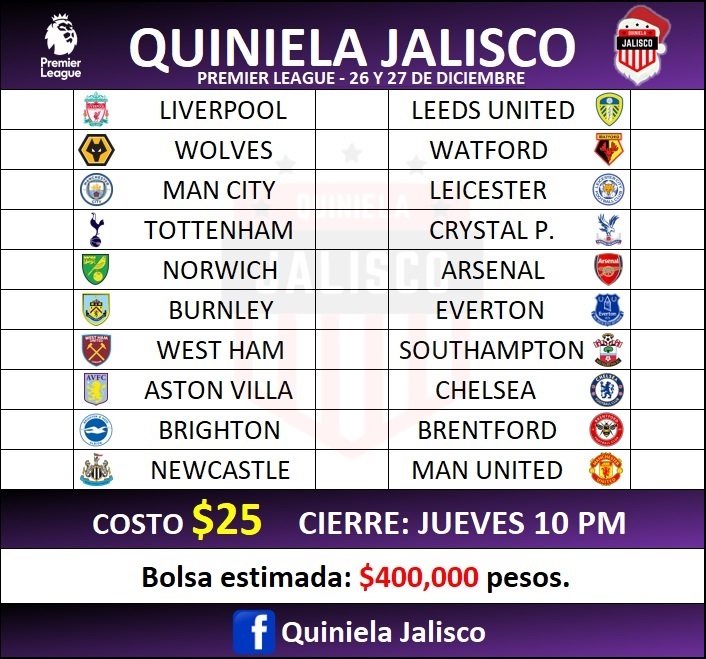 Premier
League
QUINIELA JALISCO
PREMIER LEAGUE - 26 Y 27 DE DICIEMBRE
QUINIELA
JALISCO
LIVERPOOL LEEDS UNITED
WOLVES WATFORD
MAN CITY LEICESTER
TOTTENHAM CRYSTAL P.
NORWICH ARSENAL
BURNLEY EVERTON
WEST HAM SOUTHAMPTON
ASTON VILLA CHELSEA
BRIGHTON BRENTFORD
NEWCASTLE MAN UNITED
QUINIELA
JALISCO
COSTO $25 CIERRE: JUEVES 10 PM
Bolsa estimada: $400,000 pesos.
f Quiniela Jalisco